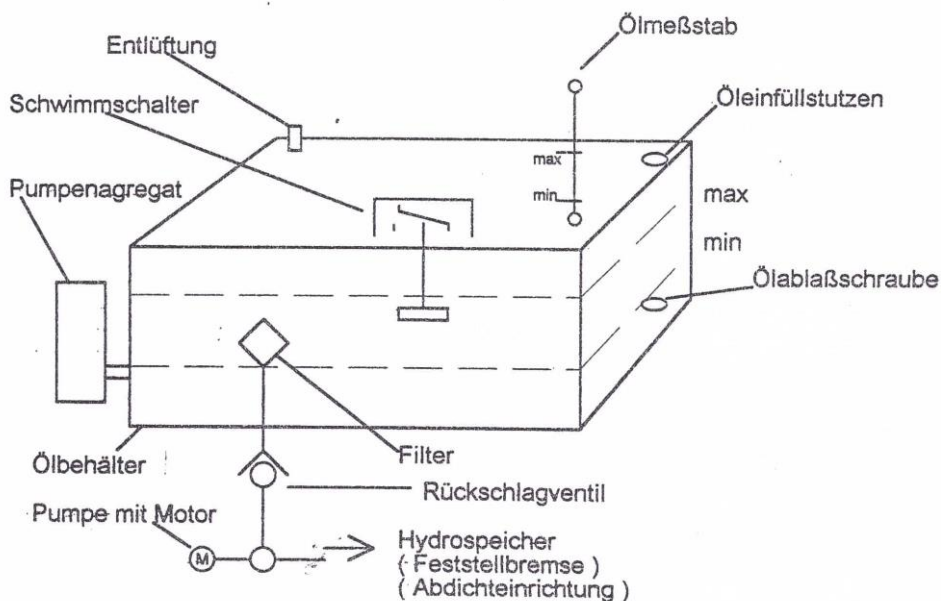 Ölmeßstab
Entlüftung
Öleinfüllstutzen
Schwimmschalter
max
Pumpenagregat
min
max
min
Ölablaßschraube
Ölbehälter
Filter
Rückschlagventil
Pumpe mit Motor
M
Hydrospeicher
( Feststellbremse )
( Abdichteinrichtung )